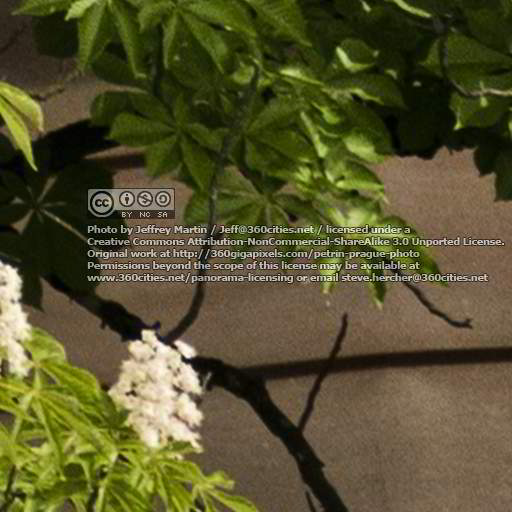 cc BY NC SA
Photo by Jeffrey Martin / Jeff@360cities.net / licensed under a
Creative Commons Attribution-NonCommercial-ShareAlike 3.0 Unported License.
Original work at http://360gigapixels.com/petrin-prague-photo
Permissions beyond the scope of this license may be available at
www.360cities.net/panorama-licensing or email steve.hercher@360cities.net